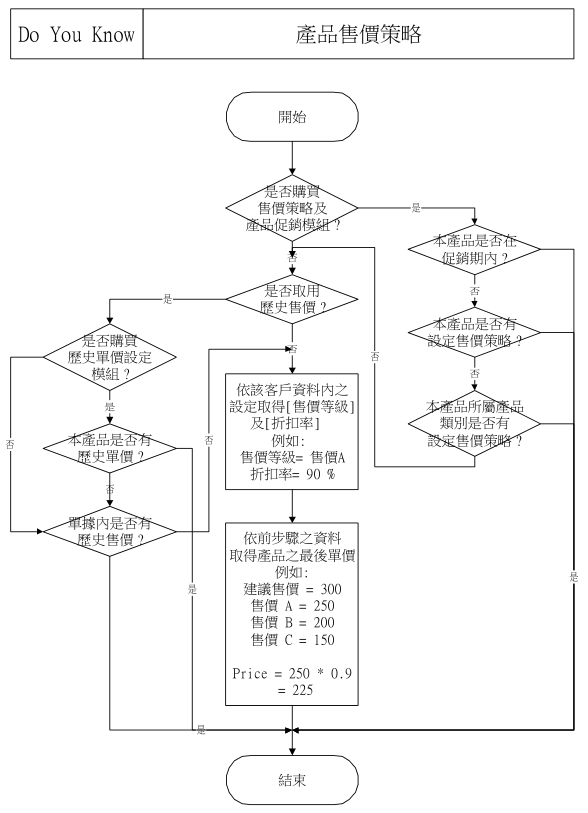 Do You Know
產品售價策略
開始
是否購買
售價策略及
產品促銷模組？
是
本產品是否在
促銷期內？
否
否
是否取用
歷史售價？
是
本產品是否有
設定售價策略？
是否購買
歷史單價設定
模組？
否
否
否
依該客戶資料內之
設定取得[售價等級]
及[折扣率]
例如:
售價等級= 售價A
折扣率= 90 %
本產品所屬產品
類別是否有
設定售價策略？
是
本產品是否有
歷史單價？
否
否
否
單據內是否有
歷史售價？
依前步驟之資料
取得產品之最後單價
例如:
建議售價 = 300
售價 A = 250
售價 B = 200
售價 C = 150
Price = 250 * 0.9
= 225
是
是
是
結束